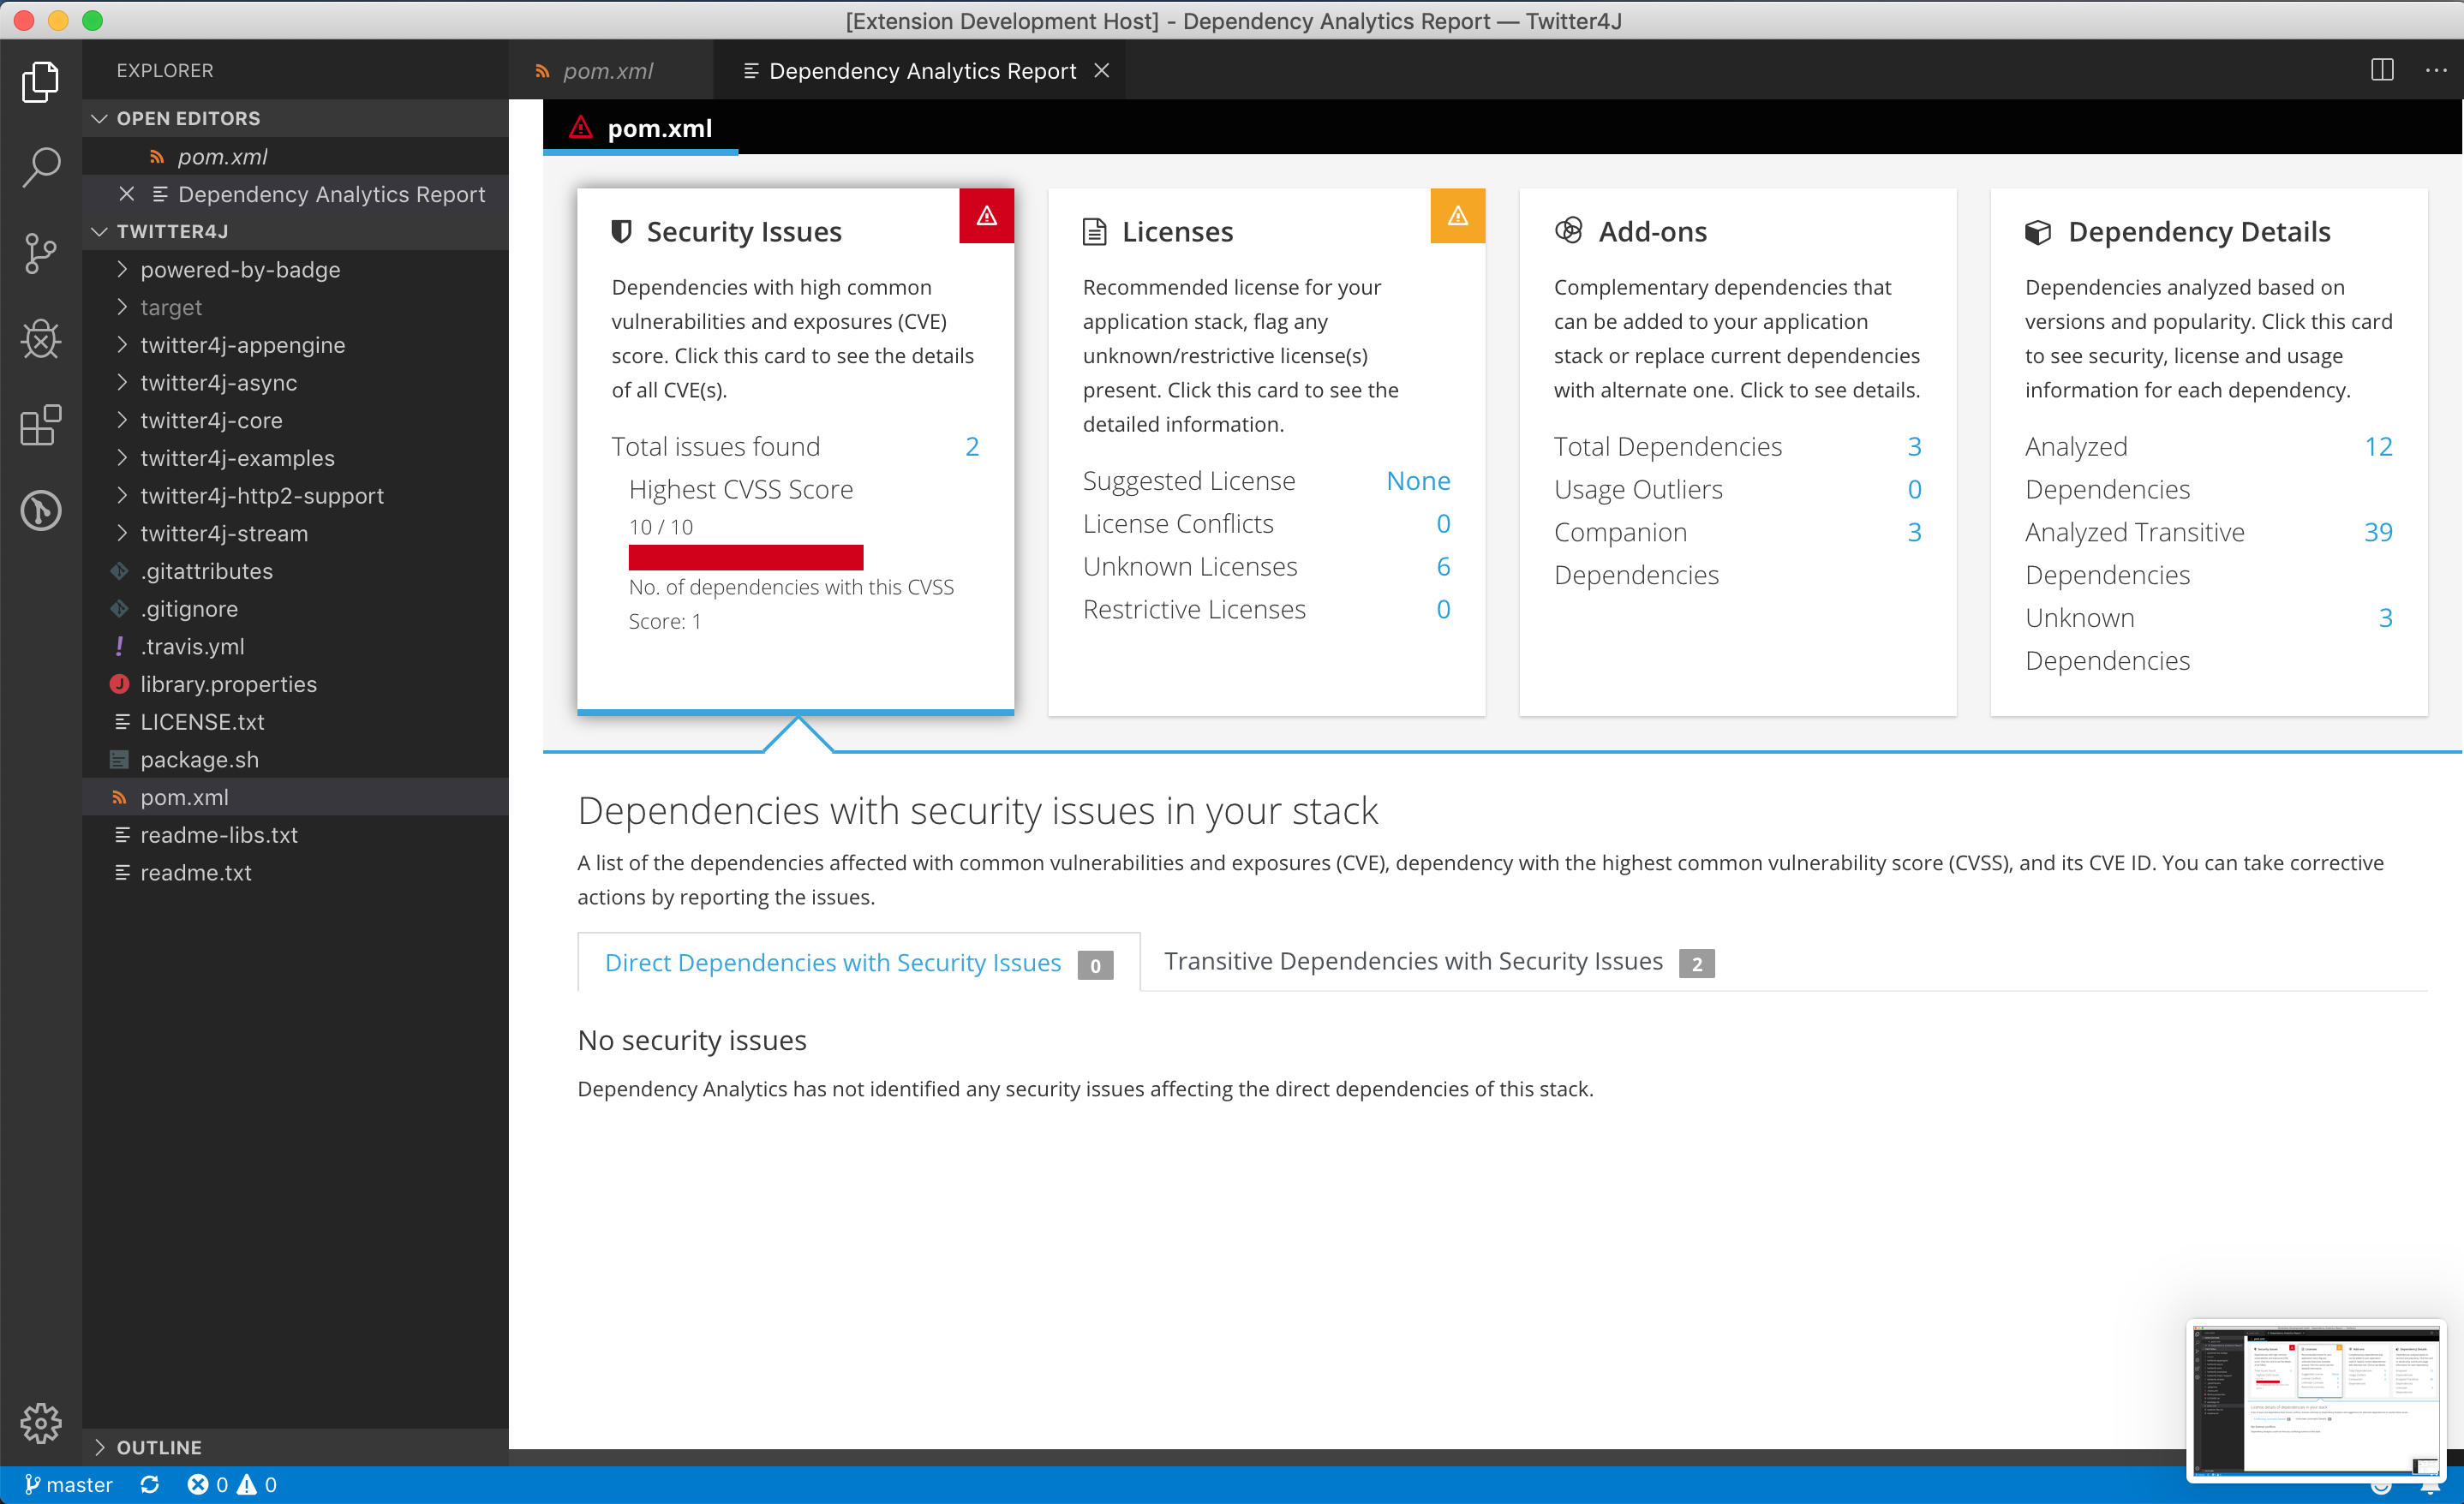 [Extension Development Host] - Dependency Analytics Report — Twitter4J
EXPLORER
OPEN EDITORS
pom.xml
Dependency Analytics Report
TWITTER4J
powered-by-badge
target
twitter4j-appengine
twitter4j-async
twitter4j-core
twitter4j-examples
twitter4j-http2-support
twitter4j-stream
.gitattributes
.gitignore
.travis.yml
library.properties
LICENSE.txt
package.sh
pom.xml
readme-libs.txt
readme.txt
OUTLINE
pom.xml
Dependency Analytics Report
pom.xml
Security Issues
Dependencies with high common
vulnerabilities and exposures (CVE)
score. Click this card to see the details
of all CVE(s).
Total issues found 2
Highest CVSS Score
10 / 10
No. of dependencies with this CVSS
Score: 1
Licenses
Recommended license for your
application stack, flag any
unknown/restrictive license(s)
present. Click this card to see the
detailed information.
Suggested License None
License Conflicts 0
Unknown Licenses 6
Restrictive Licenses 0
Add-ons
Complementary dependencies that
can be added to your application
stack or replace current dependencies
with alternate one. Click to see details.
Total Dependencies 3
Usage Outliers 0
Companion 3
Dependencies
Dependency Details
Dependencies analyzed based on
versions and popularity. Click this card
to see security, license and usage
information for each dependency.
Analyzed 12
Dependencies
Analyzed Transitive 39
Dependencies
Unknown 3
Dependencies
Dependencies with security issues in your stack
A list of the dependencies affected with common vulnerabilities and exposures (CVE), dependency with the highest common vulnerability score (CVSS), and its CVE ID. You can take corrective
actions by reporting the issues.
Direct Dependencies with Security Issues 0
Transitive Dependencies with Security Issues 2
No security issues
Dependency Analytics has not identified any security issues affecting the direct dependencies of this stack.
master 0 0